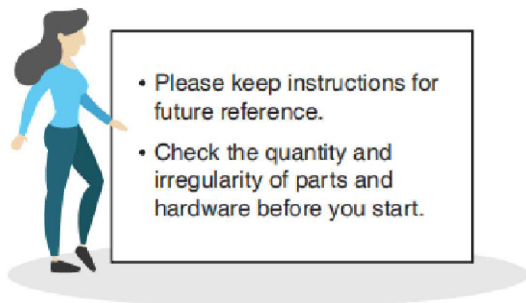 • Please keep instructions for
future reference.
• Check the quantity and
irregularity of parts and
hardware before you start.